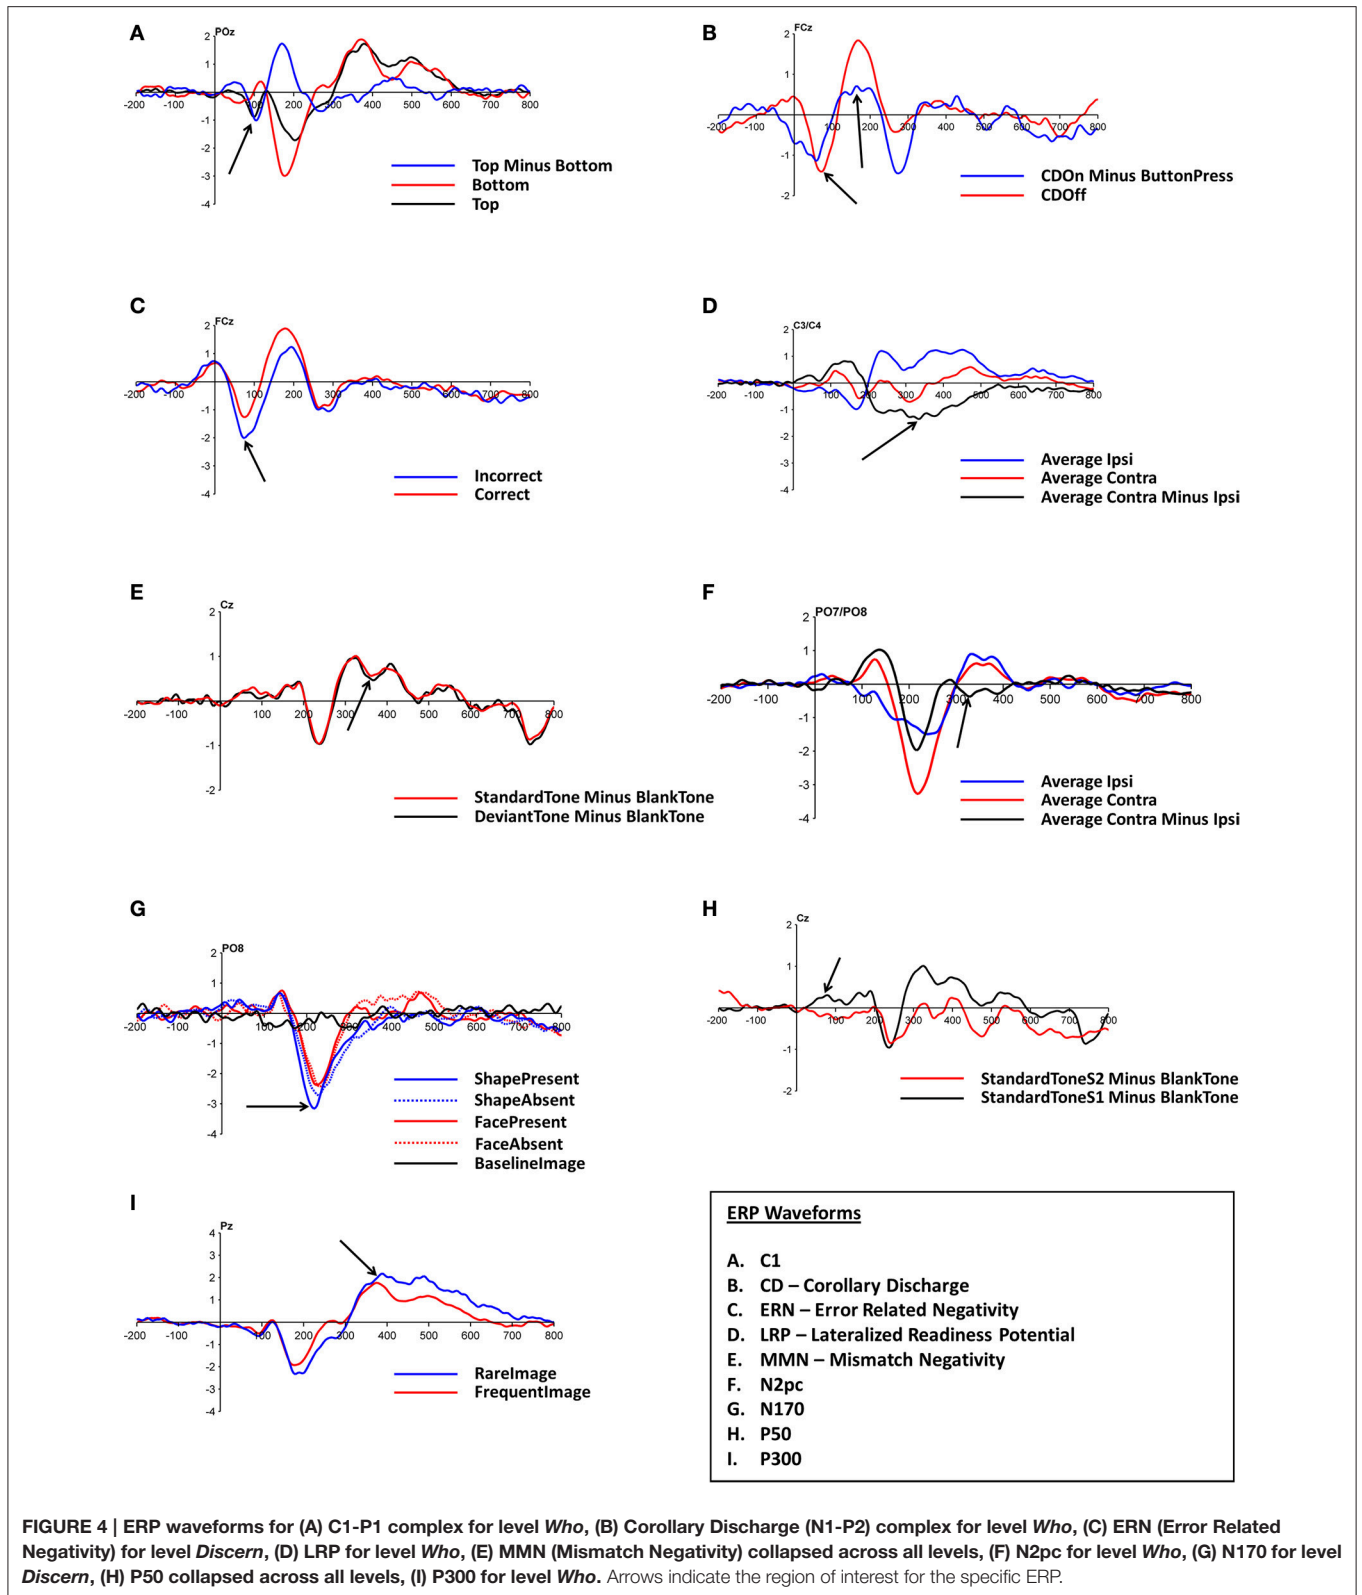 A
POz
2
1
-200 -100 100 200 300 400 500 600 700 800
-1
-2
-3
-4
Top Minus Bottom
Bottom
Top
B
FCz
2
1
-200 -100 100 200 300 400 500 600 700 800
-1
-2
CDOn Minus ButtonPress
CDOff
C
FCz
2
1
-200 -100 100 200 300 400 500 600 700 800
-1
-2
-3
-4
Incorrect
Correct
D
C3/C4
2
1
-200 -100 100 200 300 400 500 600 700 800
-1
-2
-3
-4
Average Ipsi
Average Contra
Average Contra Minus Ipsi
E
Cz
2
1
-200 -100 100 200 300 400 500 600 700 800
-1
-2
StandardTone Minus BlankTone
DeviantTone Minus BlankTone
F
PO7/PO8
2
1
-200 -100 100 200 300 400 500 600 700 800
-1
-2
-3
-4
Average Ipsi
Average Contra
Average Contra Minus Ipsi
G
PO8
2
1
-200 -100 100 200 300 400 500 600 700 800
-1
-2
-3
-4
ShapePresent
ShapeAbsent
FacePresent
FaceAbsent
BaselineImage
H
Cz
2
1
-200 -100 100 200 300 400 500 600 700 800
-1
-2
StandardToneS2 Minus BlankTone
StandardToneS1 Minus BlankTone
I
Pz
4
3
2
1
-200 -100 100 200 300 400 500 600 700 800
-1
-2
-3
-4
RareImage
FrequentImage
ERP Waveforms
A. C1
B. CD – Corollary Discharge
C. ERN – Error Related Negativity
D. LRP – Lateralized Readiness Potential
E. MMN – Mismatch Negativity
F. N2pc
G. N170
H. P50
I. P300
FIGURE 4 | ERP waveforms for (A) C1-P1 complex for level Who, (B) Corollary Discharge (N1-P2) complex for level Who, (C) ERN (Error Related
Negativity) for level Discern, (D) LRP for level Who, (E) MMN (Mismatch Negativity) collapsed across all levels, (F) N2pc for level Who, (G) N170 for level
Discern, (H) P50 collapsed across all levels, (I) P300 for level Who. Arrows indicate the region of interest for the specific ERP.